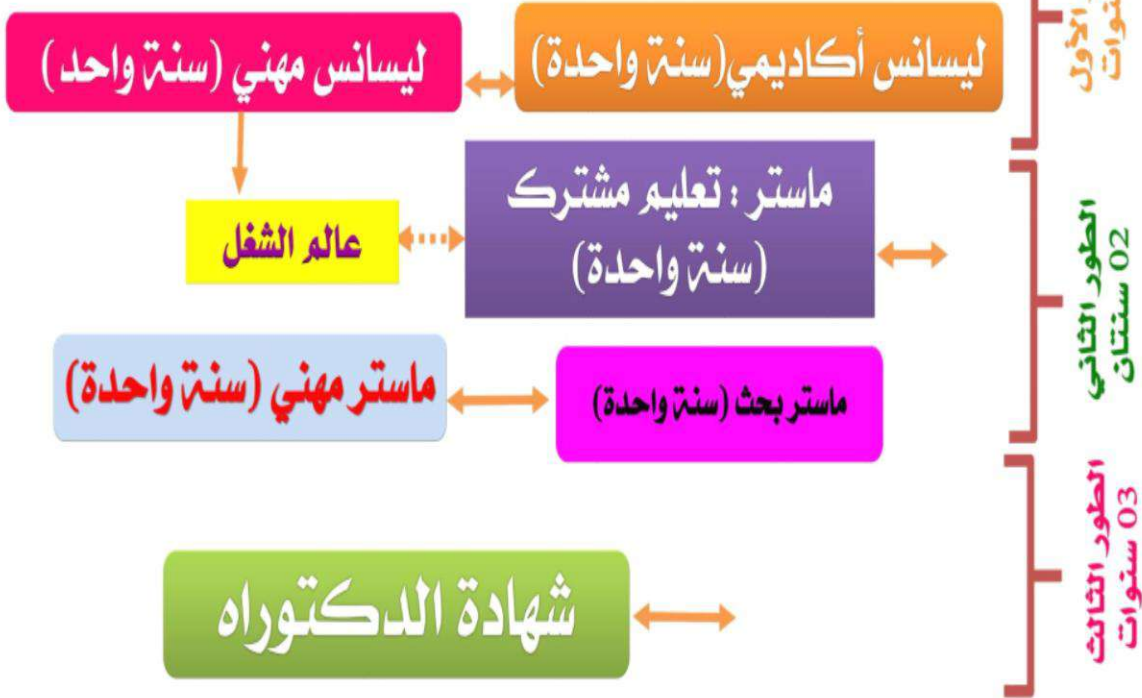 الأول
ليسانس أكاديمي(سنة واحدة)
ليسانس مهني (سنة واحد)
الطور الثاني
02 سنتان
ماستر : تعليم مشترك
(سنة واحدة)
عالم الشغل
ماستر بحث (سنة واحدة)
ماستر مهني (سنة واحدة)
الطور الثالث
03 سنوات
شهادة الدكتوراه